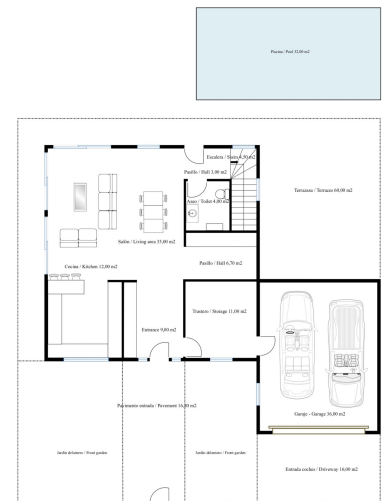 Piscina / Pool 32,00 m2
Escalera / Stairs 4,50 m2
Pasillo / Hall 3,00 m2
Terrazas / Terraces 60,00 m2
Aseo / Toilet 4,00 m2
Salón / Living area 35,00 m2
Cocina / Kitchen 12,00 m2
Pasillo / Hall 6,70 m2
Trastero / Storage 11,00 m2
Entrance 9,00 m2
Pavimento entrada / Pavement 16,00 m2
Garaje - Garage 36,00 m2
Jardín delantero / Front garden
Jardín delantero / Front garden
Entrada coches / Driveway 16,00 m2